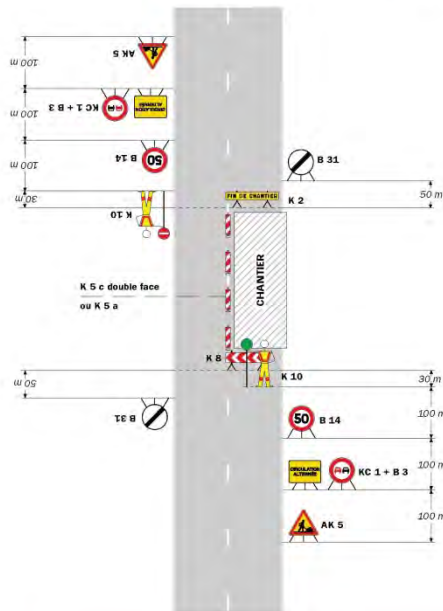 AK 5
100 m
KC 1 + B 3
CIRCULATION
ALTERNÉE
100 m
50
B 14
100 m
K 10
30 m
B 31
50 m
FIN DE CHANTIER
K 2
CHANTIER
K 5 c double face
ou K 5 a
K 8
K 10
30 m
50 m
B 31
50
B 14
100 m
CIRCULATION
ALTERNÉE
KC 1 + B 3
100 m
AK 5
100 m